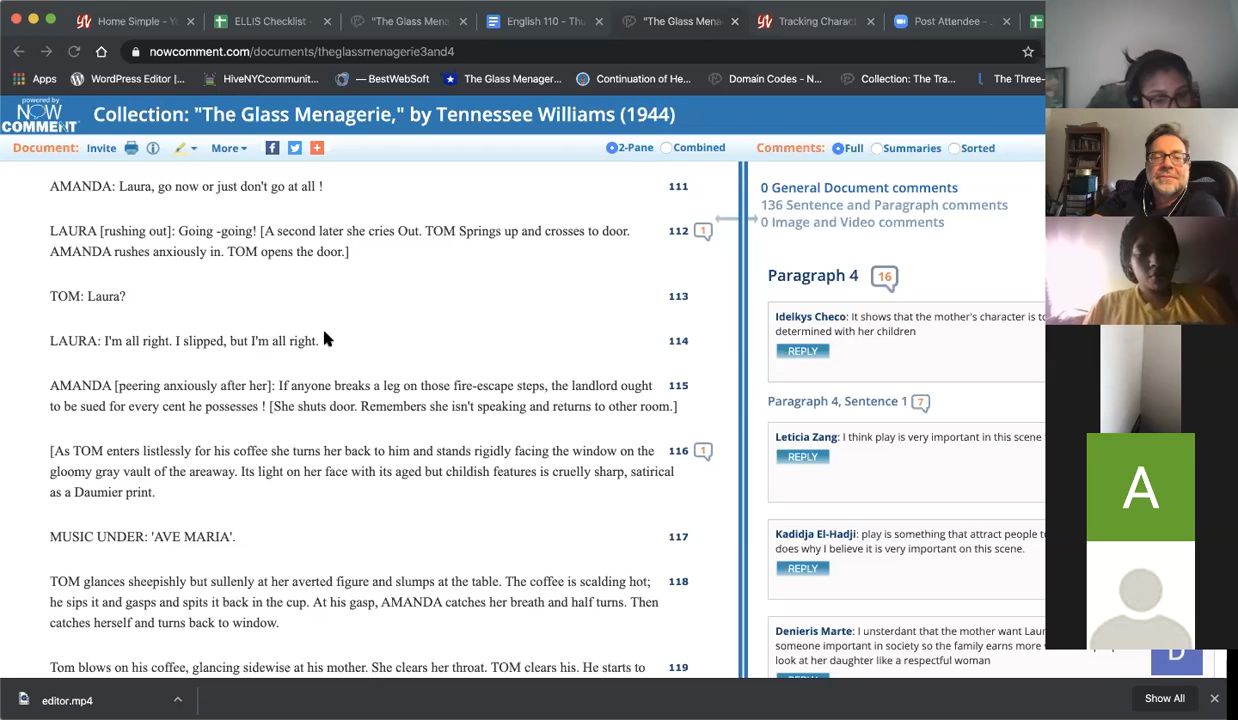 Home Simple - Y
ELLIS Checklist -
"The Glass Mena
English 110 - Thu
"The Glass Mena
Tracking Charac
Post Attendee -
nowcomment.com/documents/theglassmenagerie3and4
Apps
WordPress Editor |...
HiveNYCcommunit...
— BestWebSoft
The Glass Menager...
Continuation of He...
Domain Codes - N...
Collection: The Tra...
The Three-
powered by
NOW
COMMENT
Collection: "The Glass Menagerie," by Tennessee Williams (1944)
Document:
Invite
More
2-Pane
Combined
Comments:
Full
Summaries
Sorted
AMANDA: Laura, go now or just don't go at all !
111
LAURA [rushing out]: Going -going! [A second later she cries Out. TOM Springs up and crosses to door.
112
1
AMANDA rushes anxiously in. TOM opens the door.]
TOM: Laura?
113
LAURA: I'm all right. I slipped, but I'm all right.
114
AMANDA [peering anxiously after her]: If anyone breaks a leg on those fire-escape steps, the landlord ought
115
to be sued for every cent he possesses ! [She shuts door. Remembers she isn't speaking and returns to other room.]
[As TOM enters listlessly for his coffee she turns her back to him and stands rigidly facing the window on the
116
1
gloomy gray vault of the areaway. Its light on her face with its aged but childish features is cruelly sharp, satirical
as a Daumier print.
MUSIC UNDER: 'AVE MARIA'.
117
TOM glances sheepishly but sullenly at her averted figure and slumps at the table. The coffee is scalding hot;
118
he sips it and gasps and spits it back in the cup. At his gasp, AMANDA catches her breath and half turns. Then
catches herself and turns back to window.
Tom blows on his coffee, glancing sidewise at his mother. She clears her throat. TOM clears his. He starts to
119
0 General Document comments
136 Sentence and Paragraph comments
0 Image and Video comments
Paragraph 4
16
Idelkys Checo: It shows that the mother's character is to
determined with her children
REPLY
Paragraph 4, Sentence 1
7
Leticia Zang: I think play is very important in this scene
REPLY
Kadidja El-Hadji: play is something that attract people to
does why I believe it is very important on this scene.
REPLY
Denieris Marte: I unsterdant that the mother want Lau
someone important in society so the family earns more
look at her daughter like a respectful woman
REPLY
A
D
editor.mp4
Show All